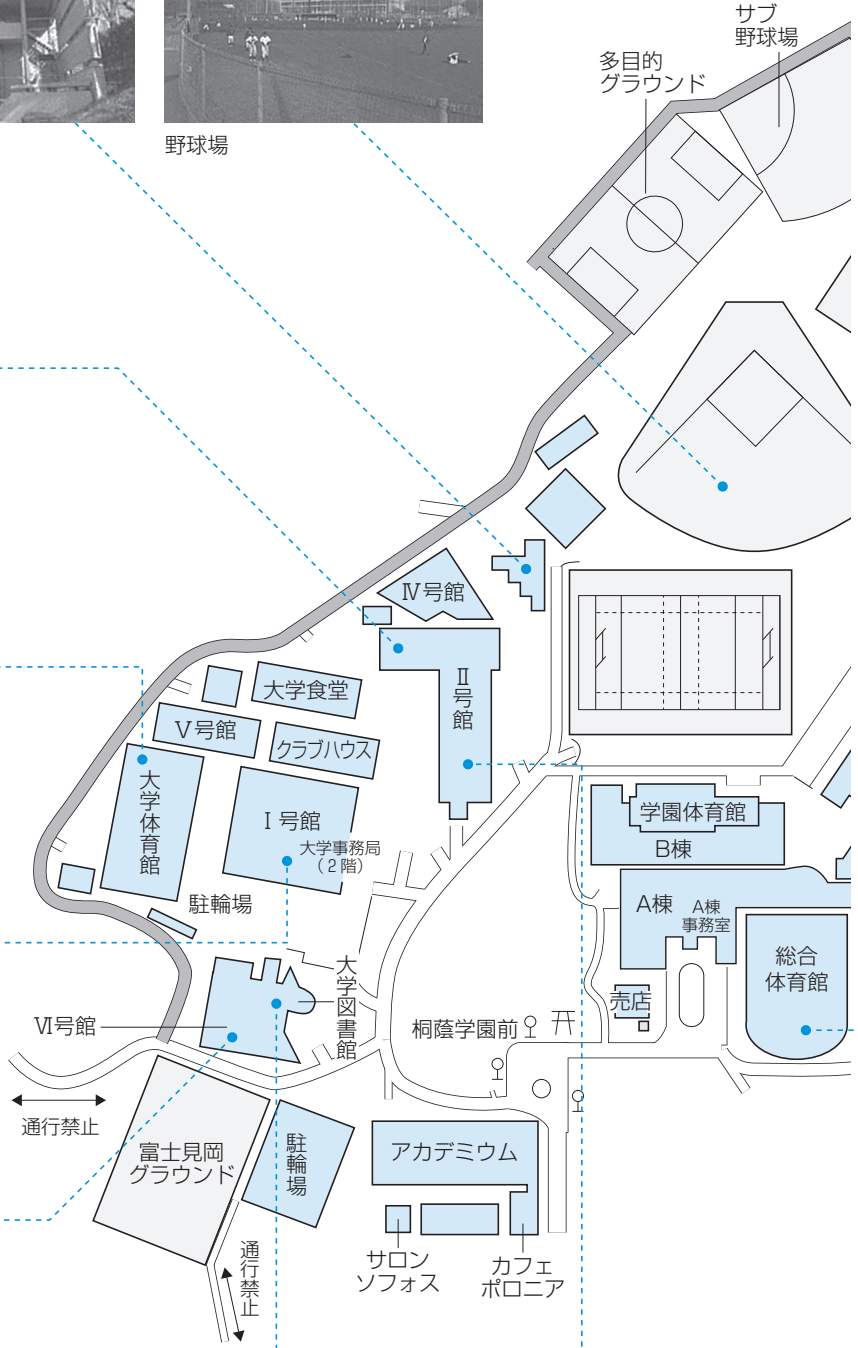 サブ
野球場
多目的
グラウンド
野球場
Ⅳ号館
Ⅱ号館
大学食堂
Ⅴ号館
クラブハウス
大学体育館
Ⅰ号館
大学事務局
（2階）
学園体育館
B棟
A棟
A棟
事務室
駐輪場
総合
体育館
大学図書館
売店
Ⅵ号館
桐蔭学園前
通行禁止
富士見岡
グラウンド
駐輪場
アカデミウム
サロン
ソフォス
カフェ
ポロニア
通行禁止